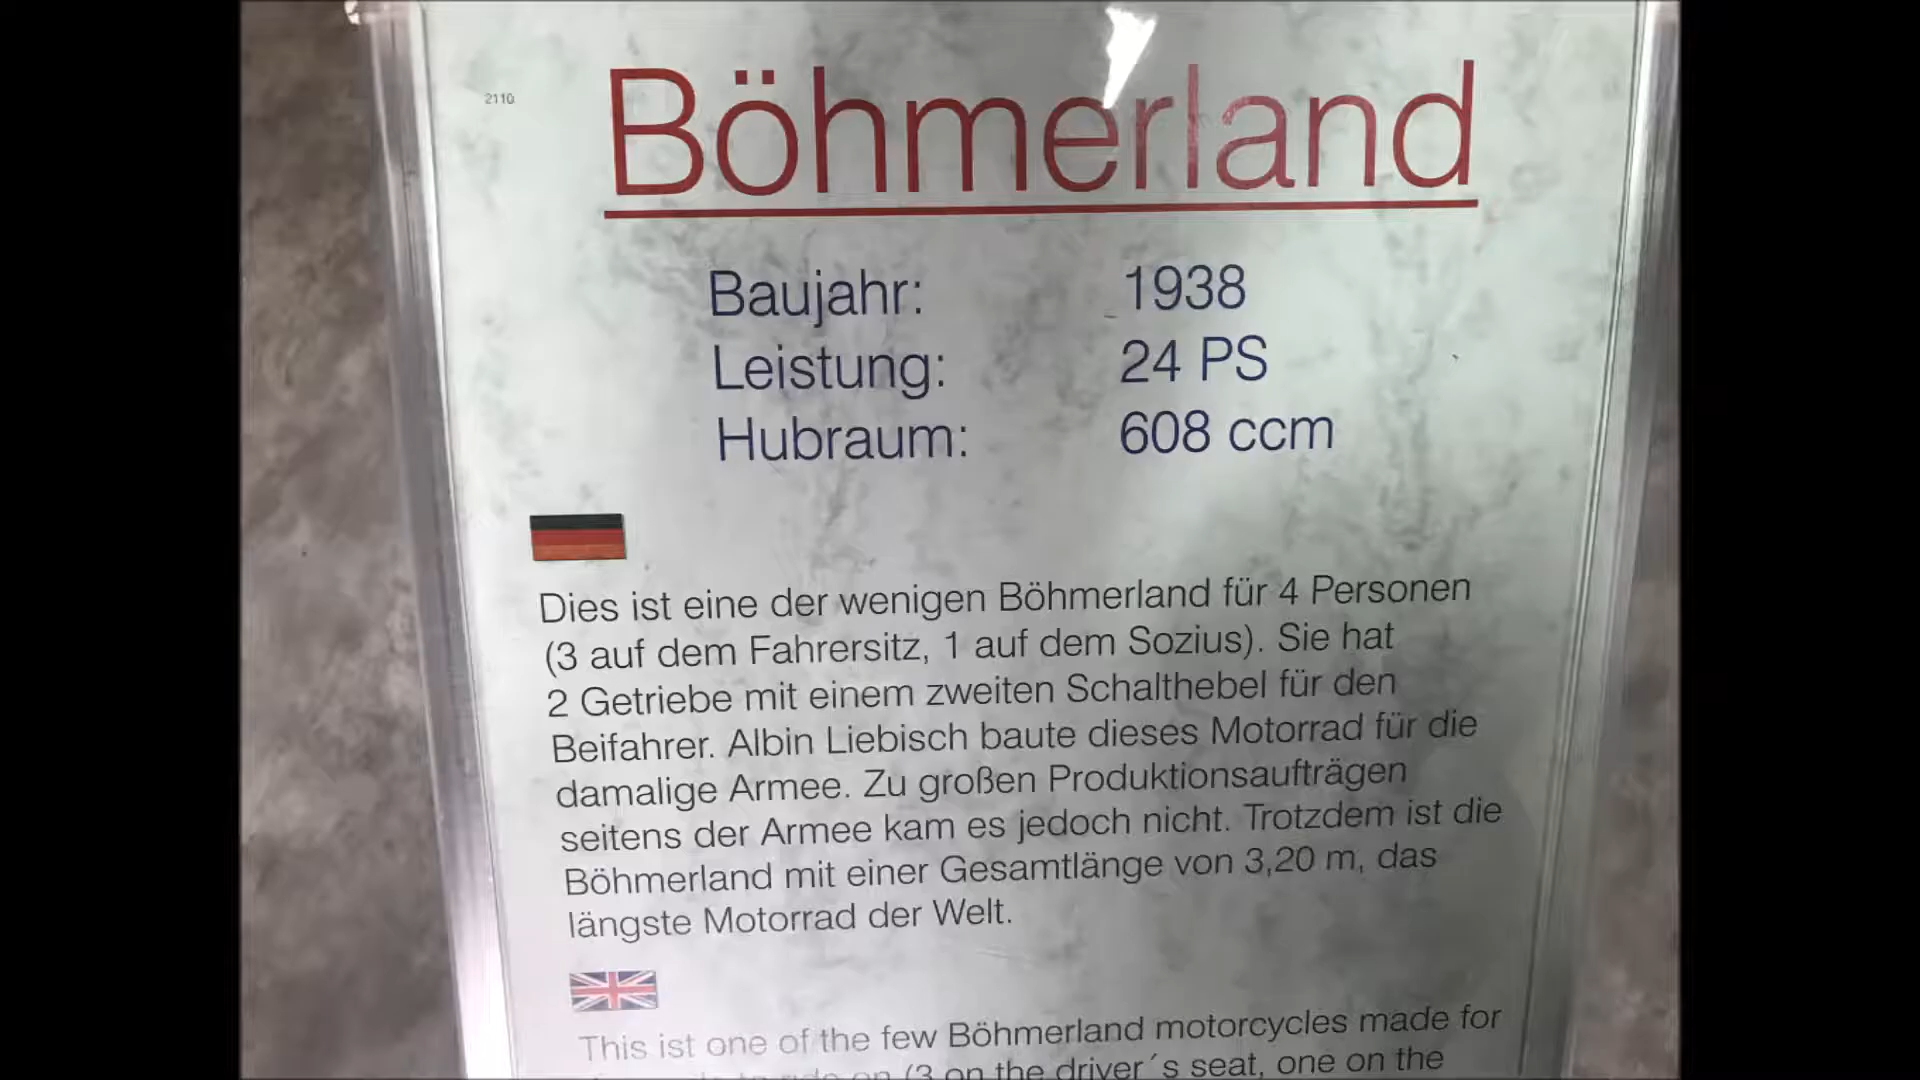 2110
Böhmerland
Baujahr: 1938
Leistung: 24 PS
Hubraum: 608 ccm
Dies ist eine der wenigen Böhmerland für 4 Personen
(3 auf dem Fahrersitz, 1 auf dem Sozius). Sie hat
2 Getriebe mit einem zweiten Schalthebel für den
Beifahrer. Albin Liebisch baute dieses Motorrad für die
damalige Armee. Zu großen Produktionsaufträgen
seitens der Armee kam es jedoch nicht. Trotzdem ist die
Böhmerland mit einer Gesamtlänge von 3,20 m, das
längste Motorrad der Welt.
This ist one of the few Böhmerland motorcycles made for
on (3 on the driver´s seat, one on the